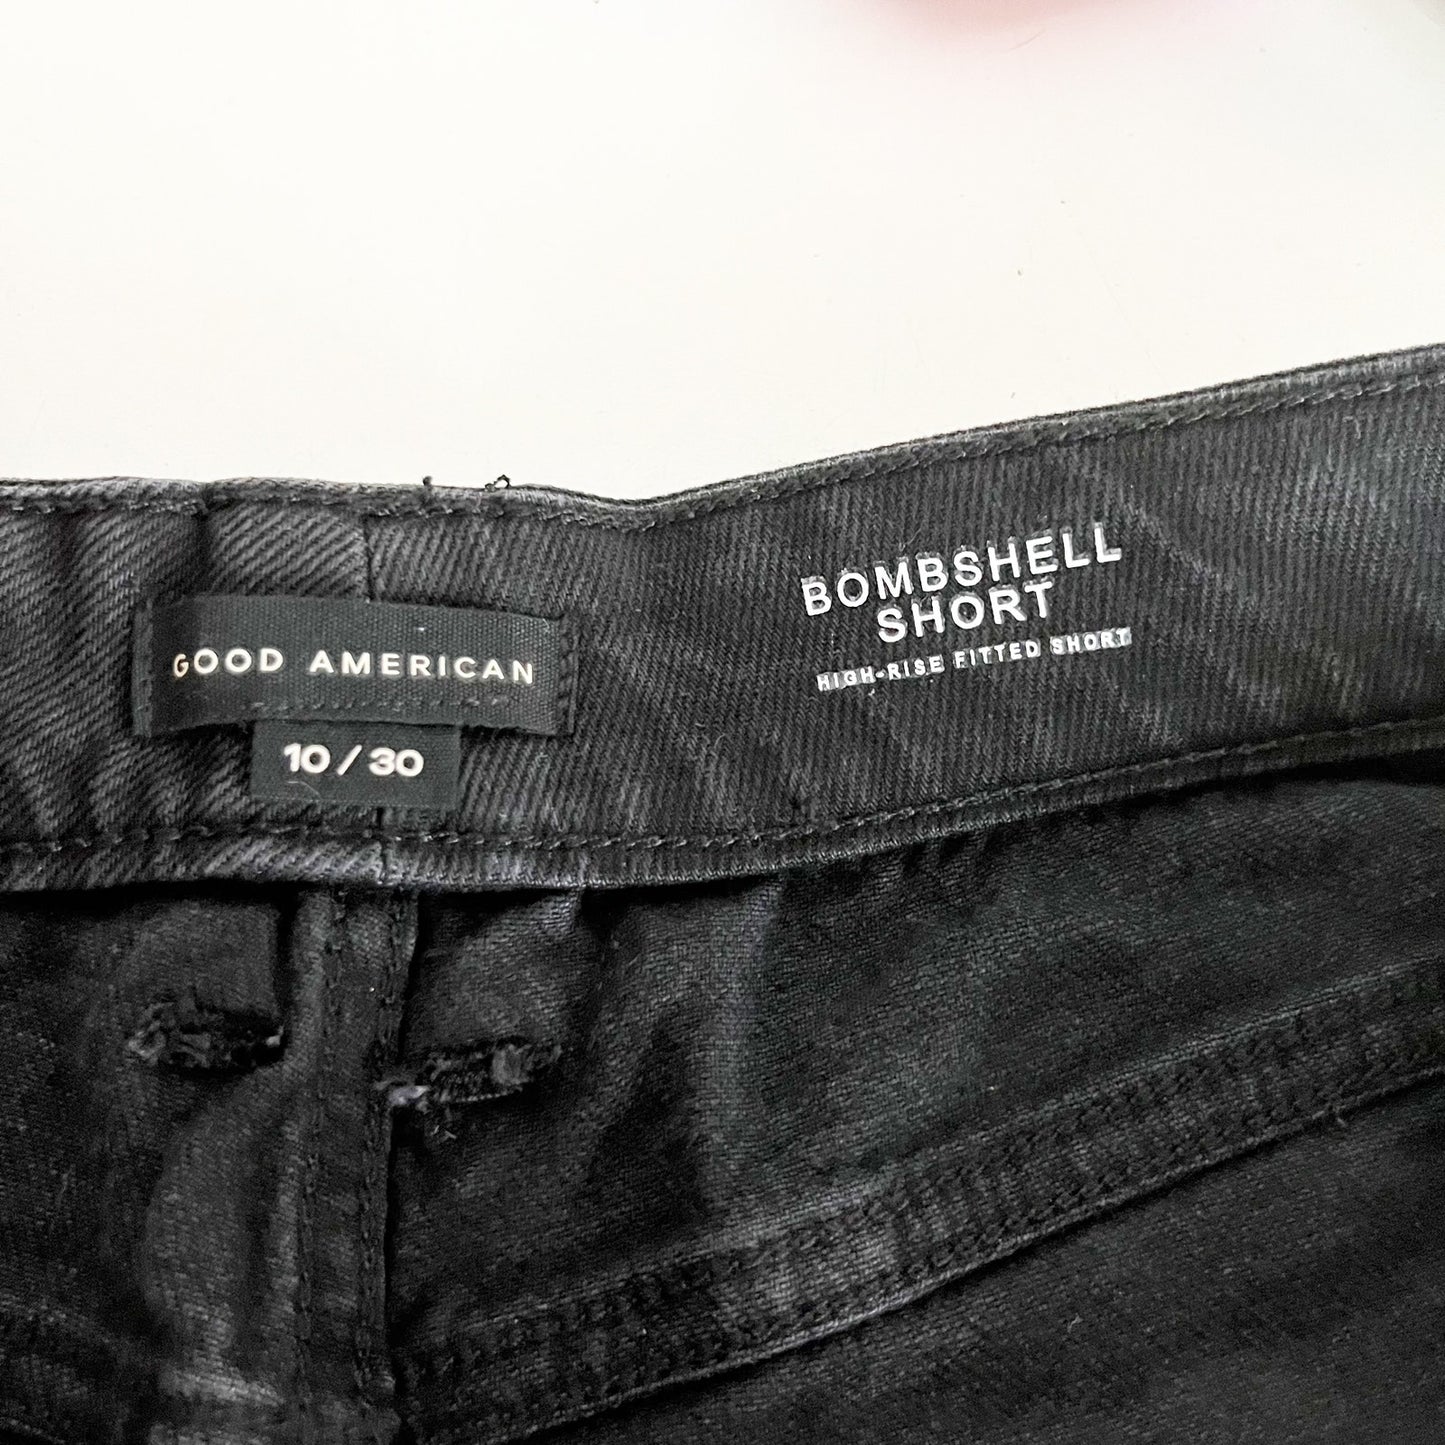 GOOD AMERICAN
10 / 30
BOMBSHELL
SHORT
HIGH-RISE FITTED SHORT